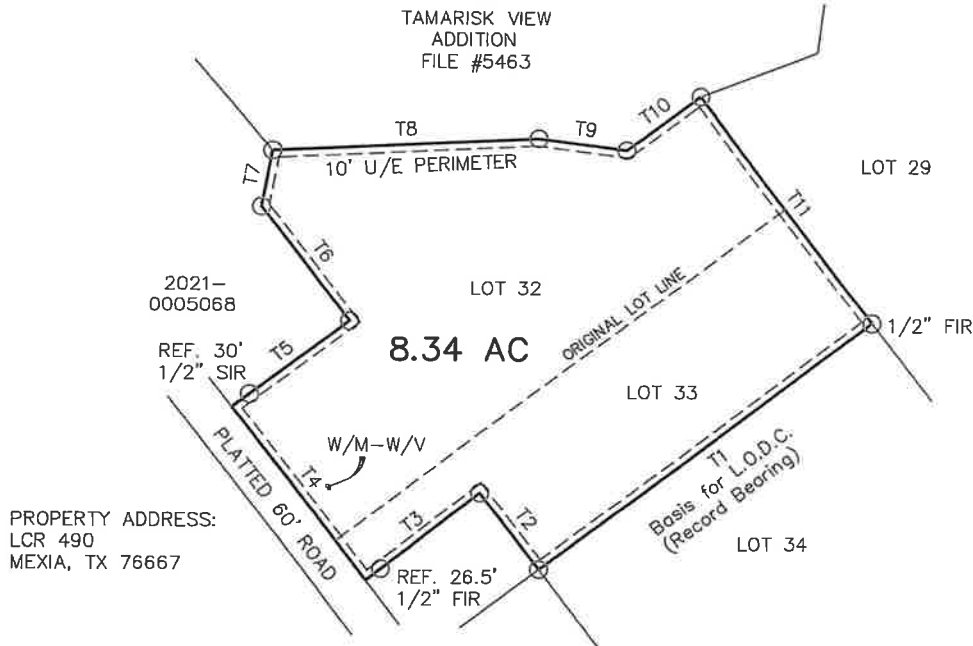 TAMARISK VIEW
ADDITION
FILE #5463
T10
T8
T9
10' U/E PERIMETER
T7
LOT 29
T11
T6
2021-
0005068
LOT 32
ORIGINAL LOT LINE
1/2" FIR
8.34 AC
REF. 30'
1/2" SIR
T5
LOT 33
W/M-W/V
PLATTED 60' ROAD
T4
T1
Basis for L.O.D.C.
(Record Bearing)
T3
T2
PROPERTY ADDRESS:
LCR 490
MEXIA, TX 76667
LOT 34
REF. 26.5'
1/2" FIR